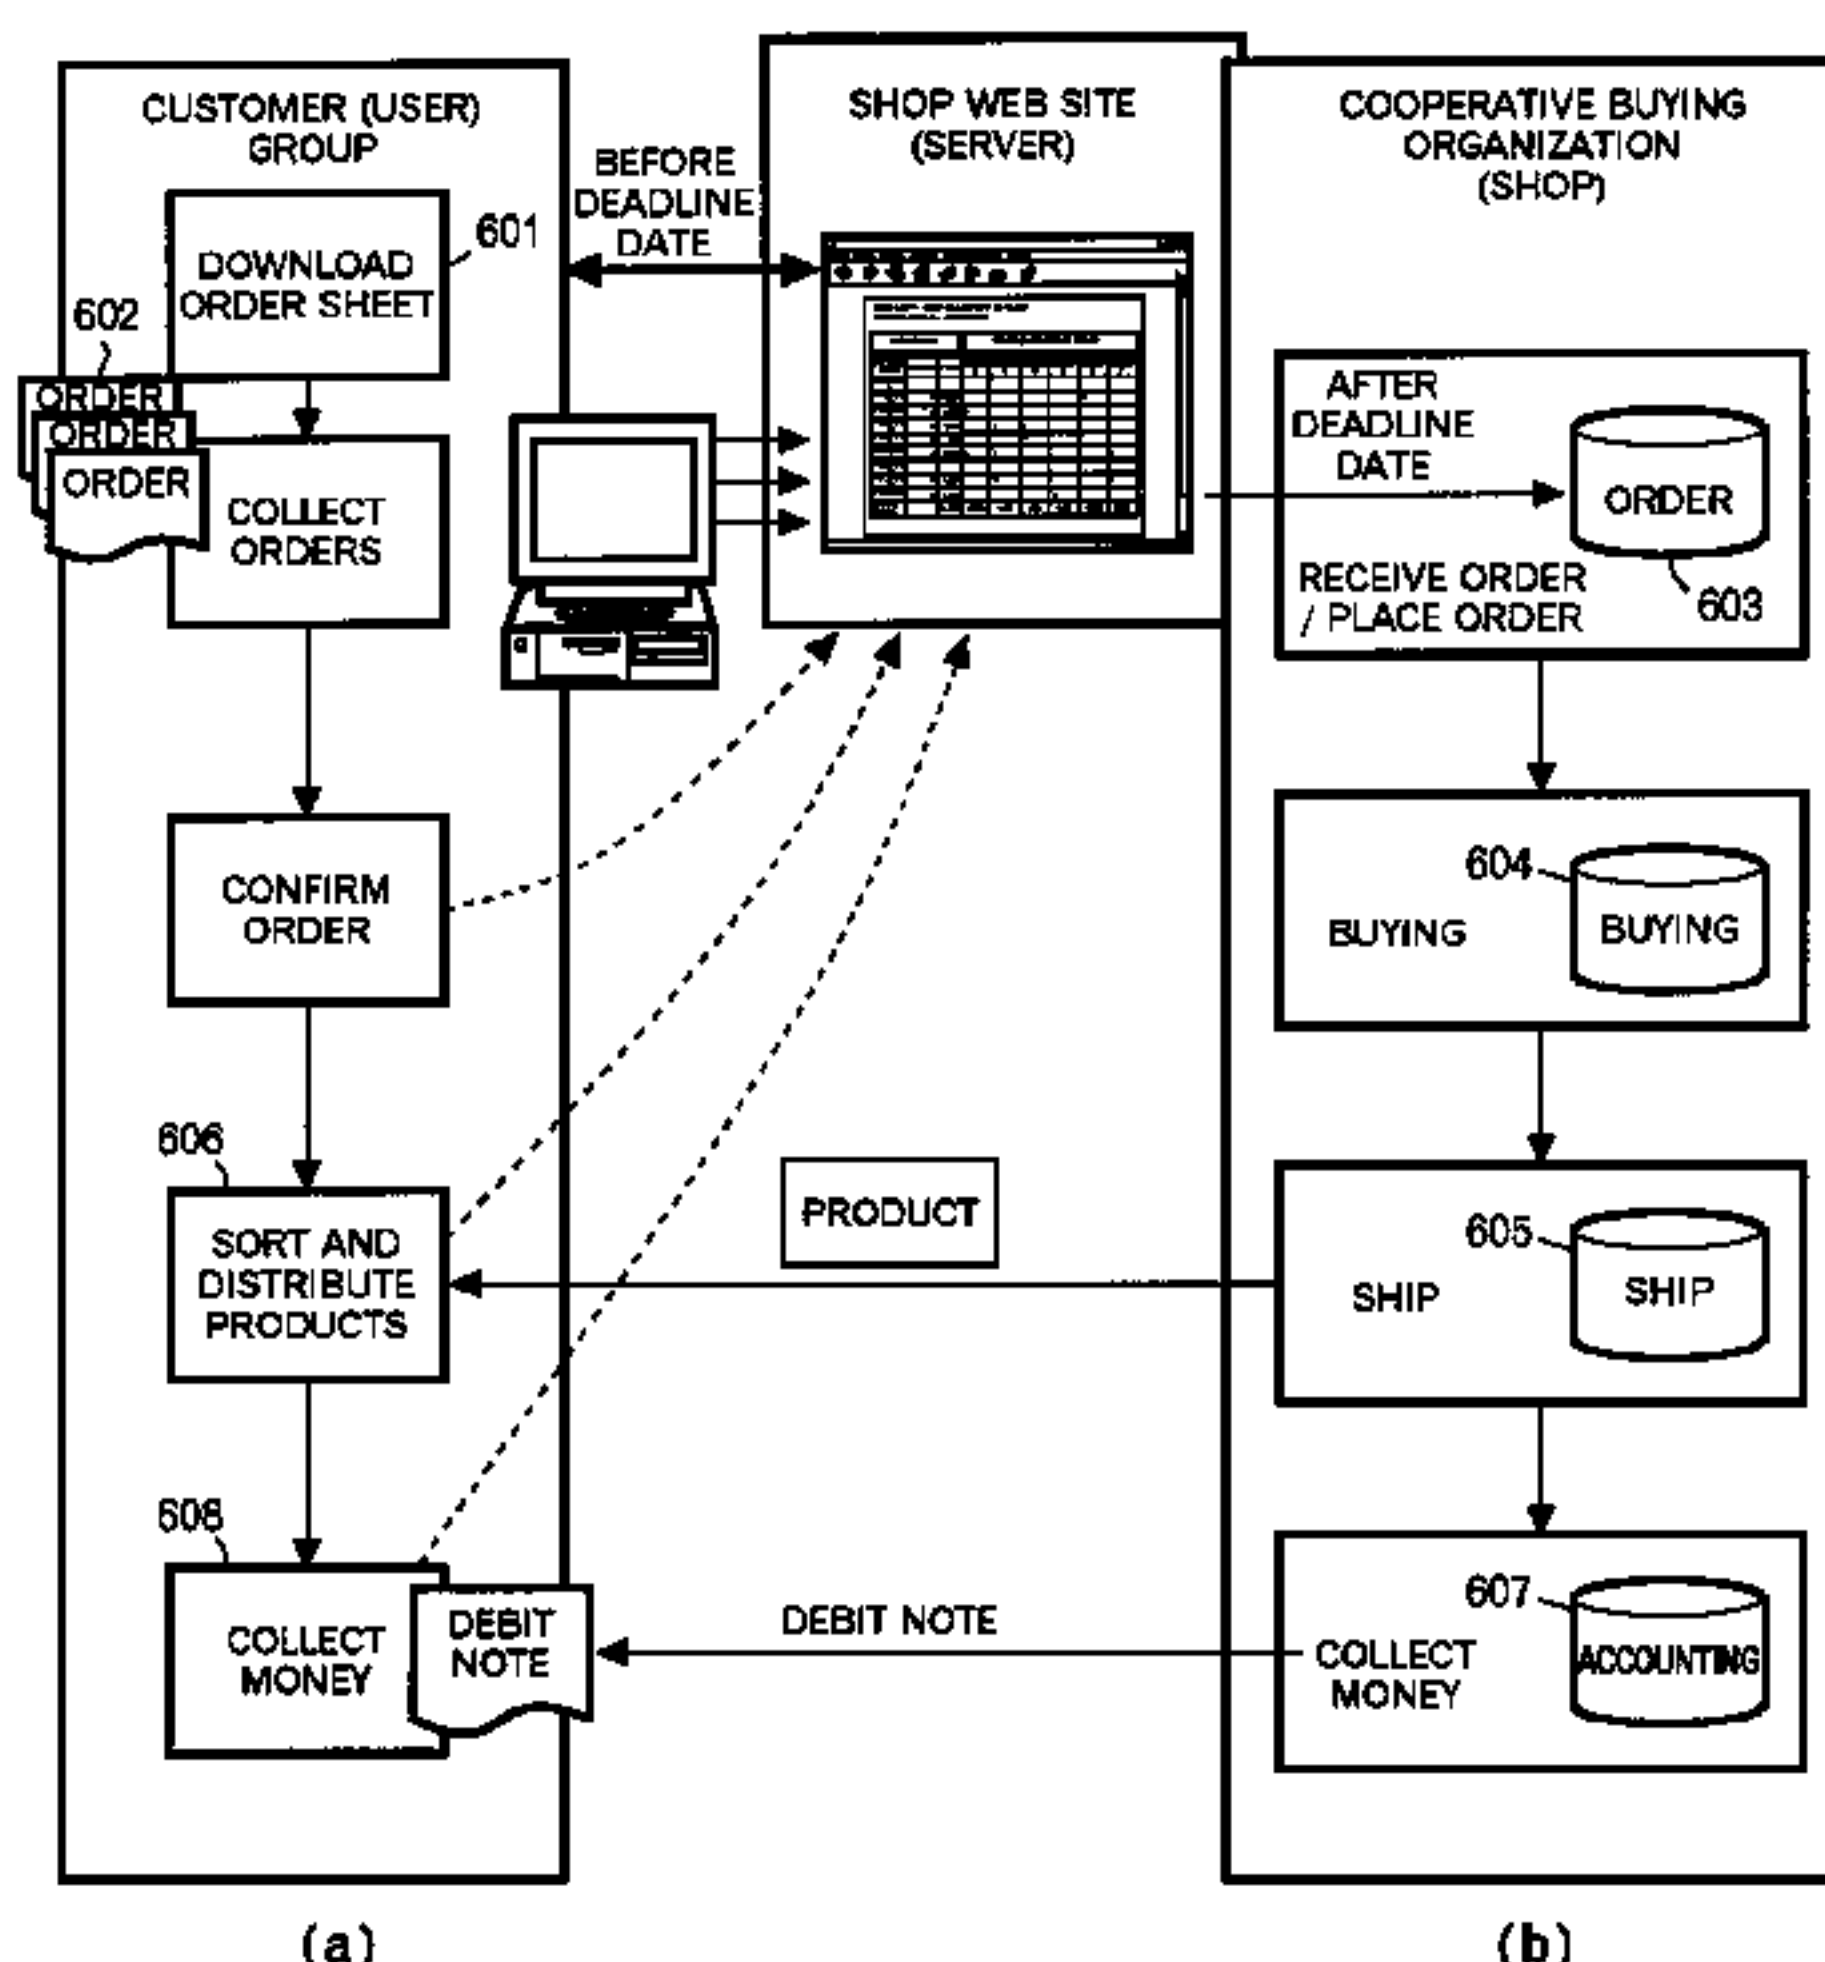 CUSTOMER (USER)
GROUP
DOWNLOAD
ORDER SHEET
601
602
ORDER
ORDER
ORDER
COLLECT
ORDERS
CONFIRM
ORDER
606
SORT AND
DISTRIBUTE
PRODUCTS
608
COLLECT
MONEY
DEBIT
NOTE
(a)
BEFORE
DEADLINE
DATE
SHOP WEB SITE
(SERVER)
PRODUCT
DEBIT NOTE
COOPERATIVE BUYING
ORGANIZATION
(SHOP)
AFTER
DEADLINE
DATE
ORDER
RECEIVE ORDER
/ PLACE ORDER
603
604
BUYING
BUYING
605
SHIP
SHIP
607
COLLECT
MONEY
ACCOUNTING
(b)